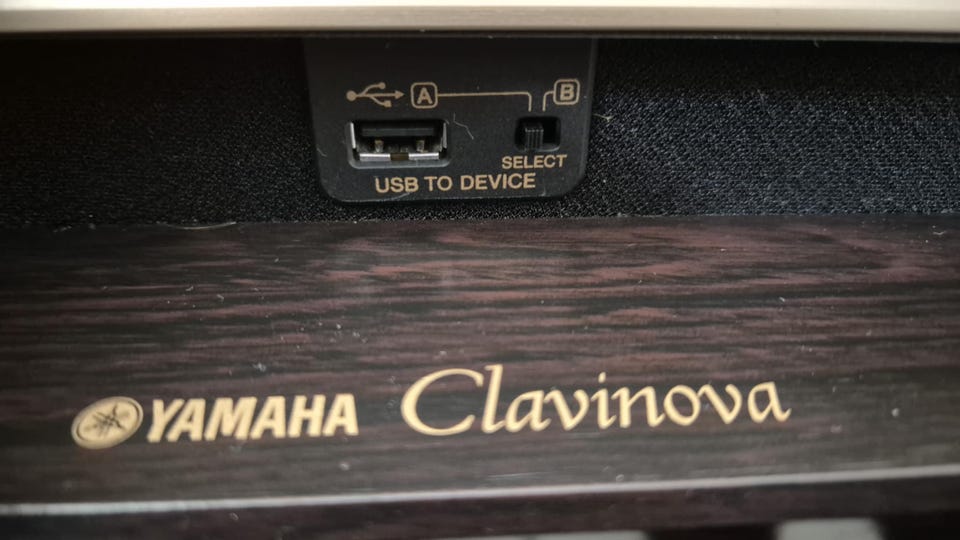 A B
SELECT
USB TO DEVICE
YAMAHA Clavinova